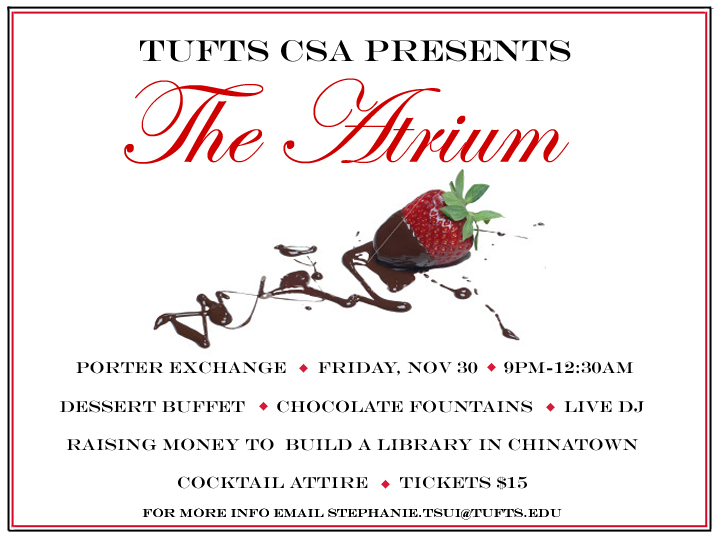 TUFTS CSA PRESENTS
The Atrium
PORTER EXCHANGE ◆ FRIDAY, NOV 30 ◆ 9PM-12:30AM
DESSERT BUFFET ◆ CHOCOLATE FOUNTAINS ◆ LIVE DJ
RAISING MONEY TO BUILD A LIBRARY IN CHINATOWN
COCKTAIL ATTIRE ◆ TICKETS $15
FOR MORE INFO EMAIL STEPHANIE.TSUI@TUFTS.EDU